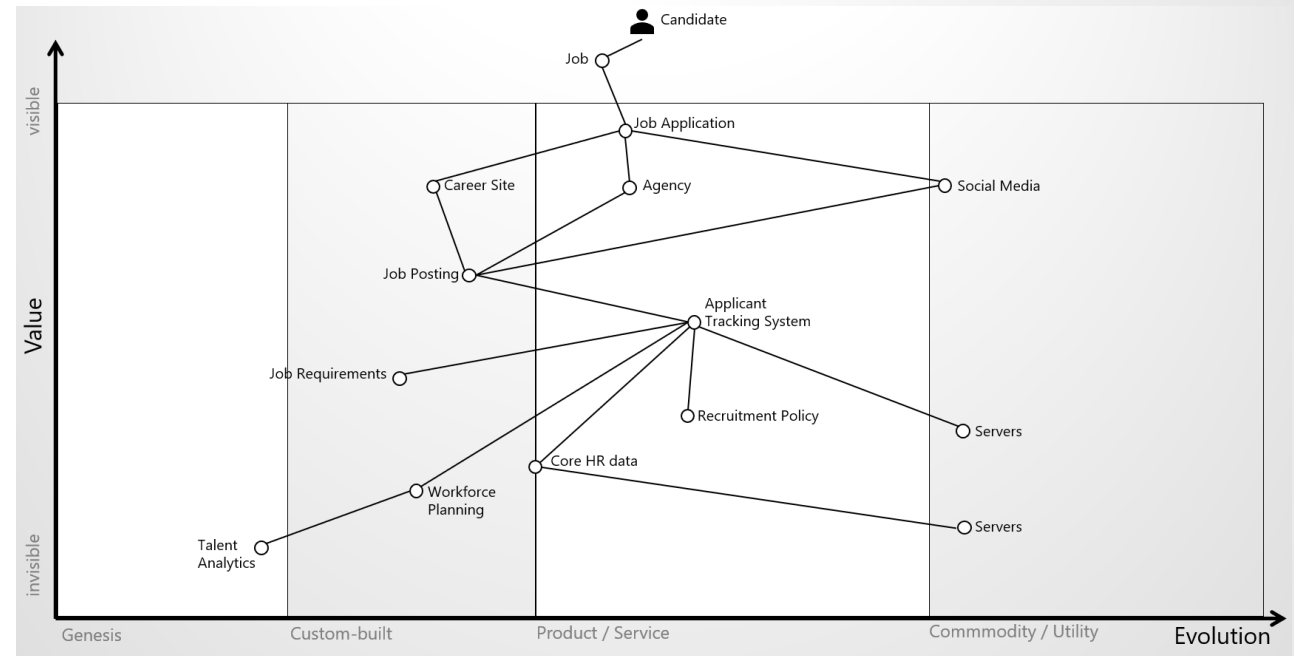 Candidate
Job
visible
Job Application
Career Site
Agency
Social Media
Job Posting
Applicant
Tracking System
Value
Job Requirements
Recruitment Policy
Servers
Core HR data
Workforce
Planning
Servers
Talent
Analytics
invisible
Genesis
Custom-built
Product / Service
Commmodity / Utility
Evolution